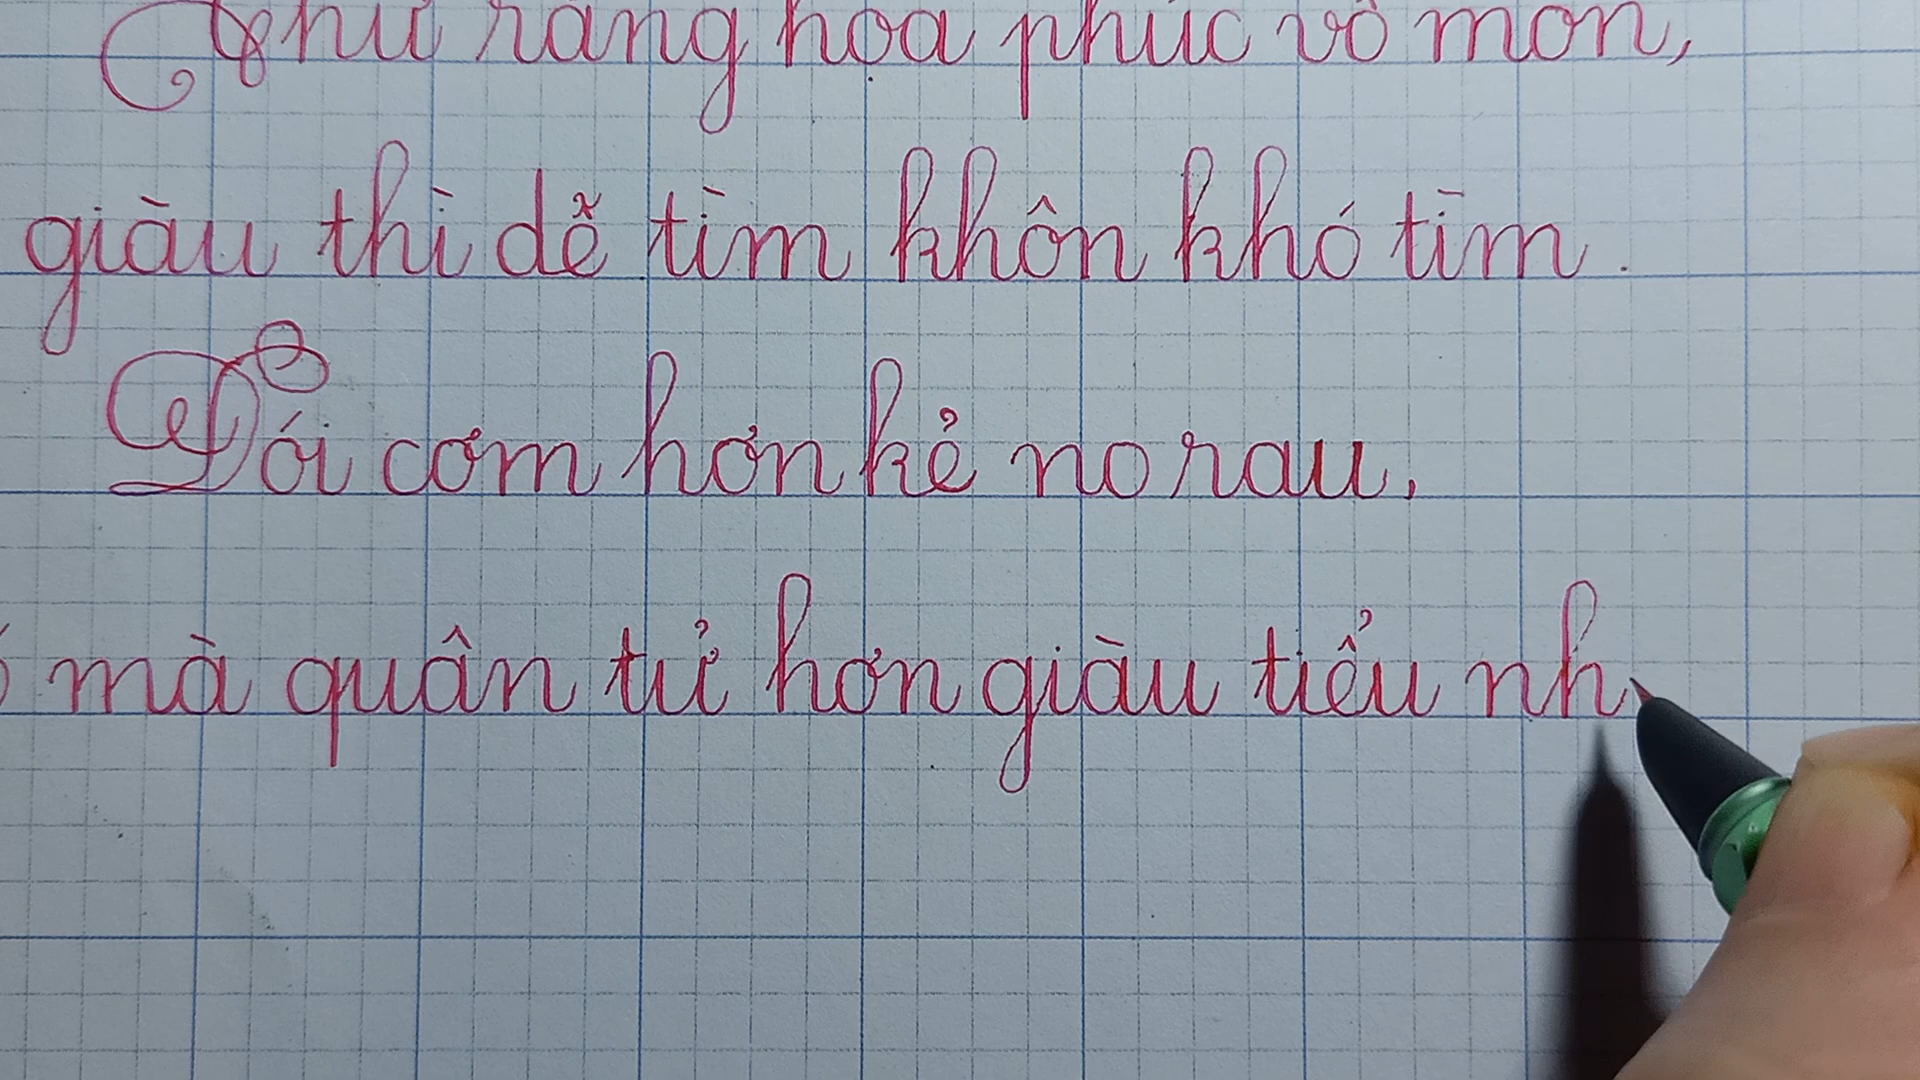 rằng họa phúc vô môn,
giàu thì dễ tìm khôn khó tìm.
Đói cơm hơn kẻ no rau,
mà quân tử hơn giàu tiểu nh